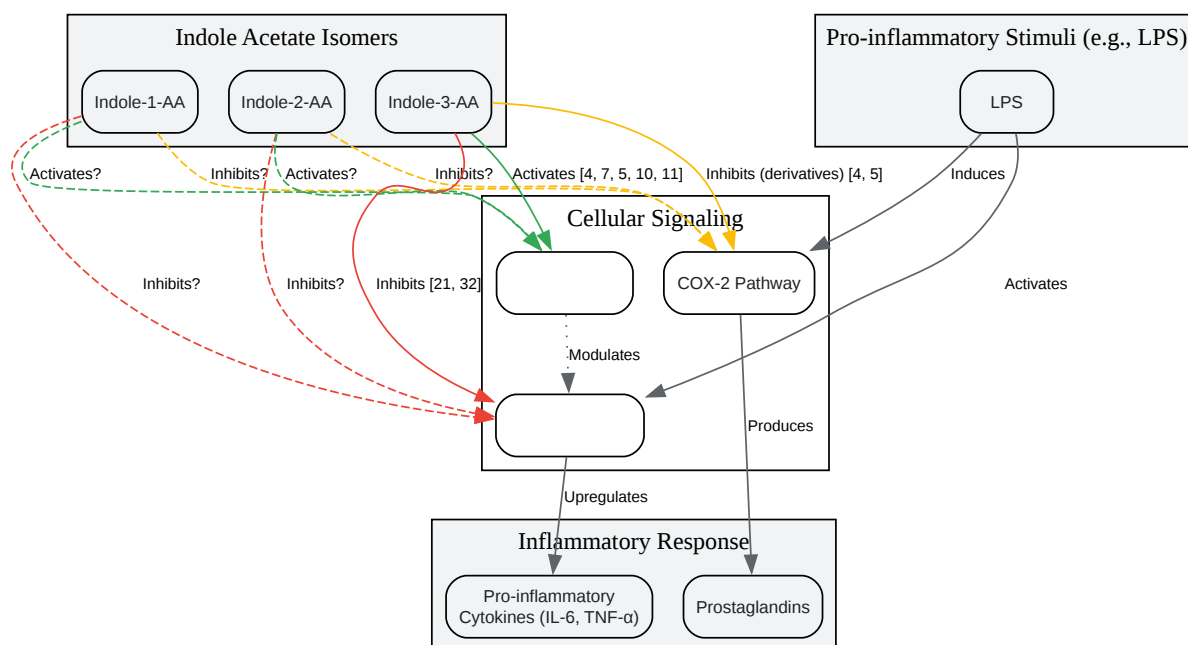 Indole Acetate Isomers
Pro-inflammatory Stimuli (e.g., LPS)
Indole-1-AA
Indole-2-AA
Indole-3-AA
LPS
Activates?
Inhibits?
Activates?
Inhibits?
Activates [4, 7, 5, 10, 11]
Inhibits (derivatives) [4, 5]
Induces
Cellular Signaling
Inhibits?
Inhibits?
Inhibits [21, 32]
COX-2 Pathway
Activates
Modulates
Produces
Upregulates
Inflammatory Response
Pro-inflammatory
Cytokines (IL-6, TNF-α)
Prostaglandins